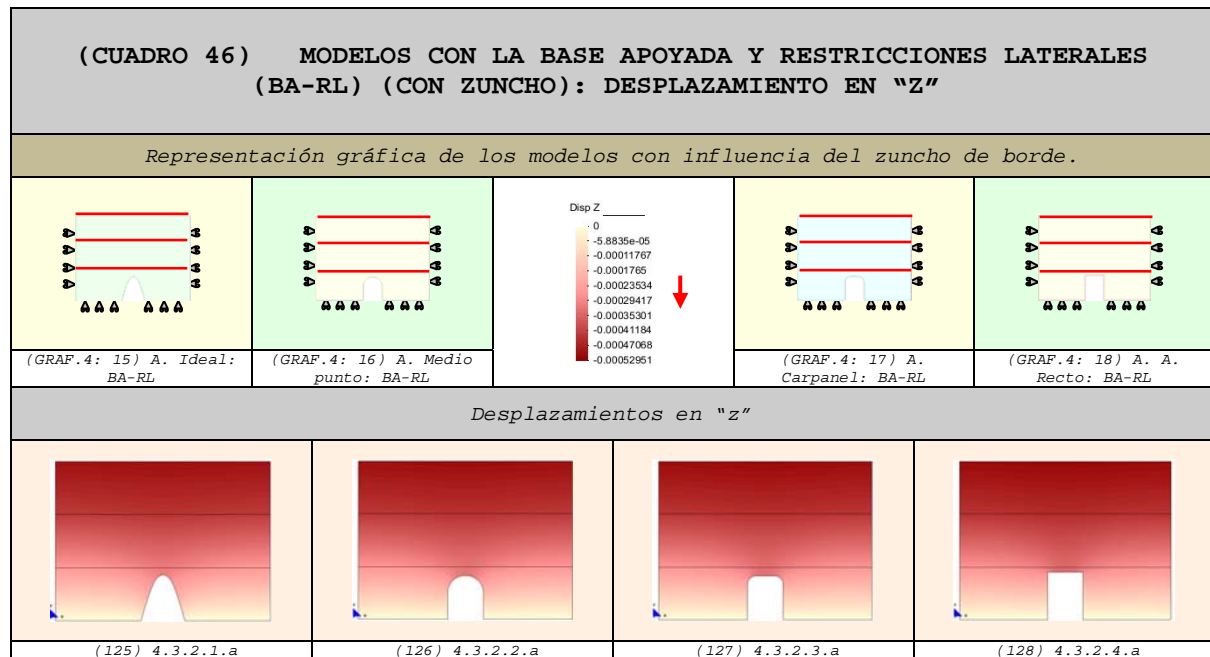 (CUADRO 46) MODELOS CON LA BASE APOYADA Y RESTRICCIONES LATERALES
(BA-RL) (CON ZUNCHO): DESPLAZAMIENTO EN “Z”
Representación gráfica de los modelos con influencia del zuncho de borde.
Disp Z
0
-5.8835e-05
-0.00011767
-0.0001765
-0.00023534
-0.00029417
-0.00035301
-0.00041184
-0.00047068
-0.00052951
(GRAF.4: 15) A. Ideal:
BA-RL
(GRAF.4: 16) A. Medio
punto: BA-RL
(GRAF.4: 17) A.
Carpanel: BA-RL
(GRAF.4: 18) A. A.
Recto: BA-RL
Desplazamientos en “z”
(125) 4.3.2.1.a
(126) 4.3.2.2.a
(127) 4.3.2.3.a
(128) 4.3.2.4.a